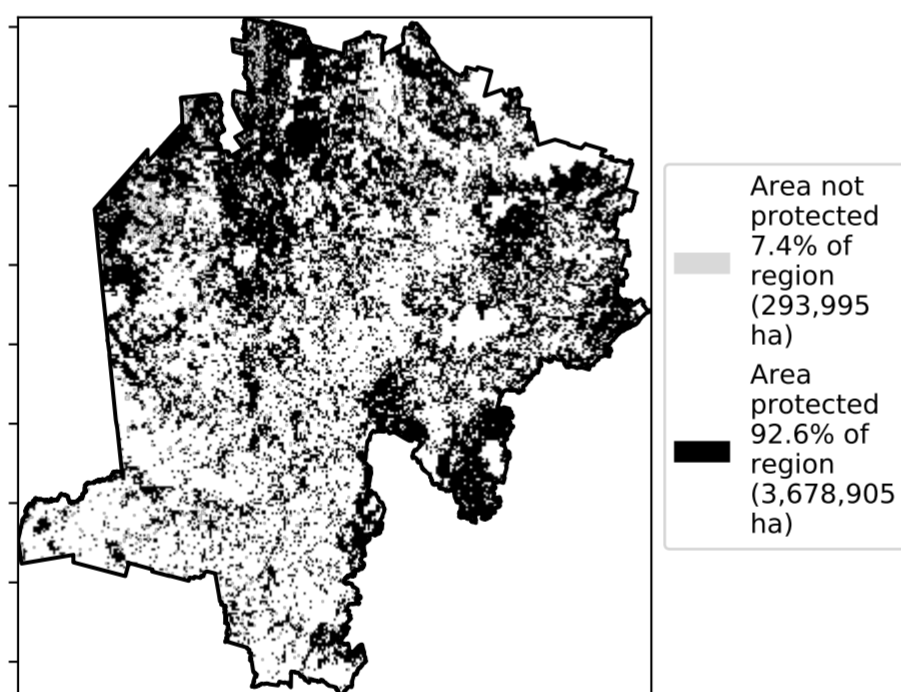 Area not
protected
7.4% of
region
(293,995
ha)
Area
protected
92.6% of
region
(3,678,905
ha)